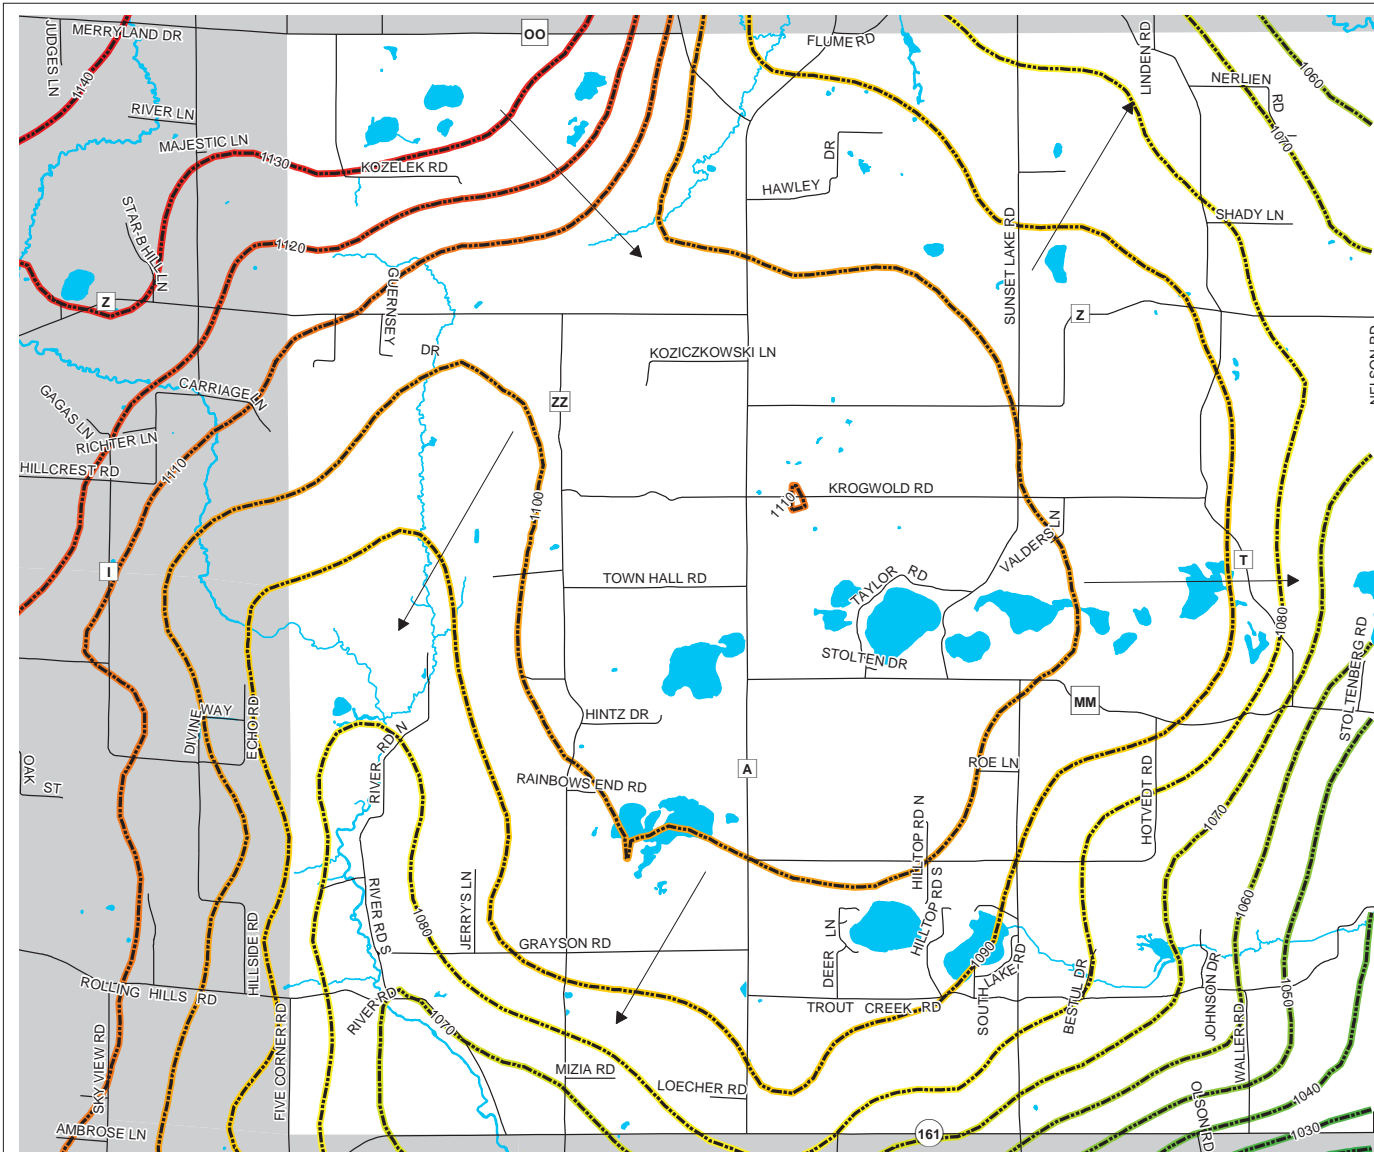 MERRYLAND DR
JUDGES LN
OO
FLUME RD
LINDEN RD
NERLIEN
RD
1060
1140
RIVER LN
MAJESTIC LN
1130
KOZELEK RD
DR
HAWLEY
1070
STAR-B HILL LN
1120
SHADY LN
SUNSET LAKE RD
Z
GUERNSEY
DR
Z
KOZICZKOWSKI LN
NELSON RD
CARRIAGE LN
GAGAS LN
RICHTER LN
HILLCREST RD
1110
ZZ
1100
1110
KROGWOLD RD
VALDERS LN
I
TOWN HALL RD
TAYLOR RD
T
1080
STOLTEN DR
STOLTENBERG RD
MM
DIVINE WAY
ECHO RD
HINTZ DR
RIVER RD N
OAK ST
RAINBOWS END RD
A
ROE LN
HOTVEDT RD
1070
HILLTOP RD N
HILLTOP RD S
1060
1080
JERRY'S LN
RIVER RD S
GRAYSON RD
DEER LN
1090
SOUTH LAKE RD
BESTUL DR
JOHNSON DR
WALLER RD
1050
HILLSIDE RD
ROLLING HILLS RD
RIVER RD
1070
TROUT CREEK RD
SKY VIEW RD
FIVE CORNER RD
MIZIA RD
LOECHER RD
OLSON RD
1040
1030
AMBROSE LN
161